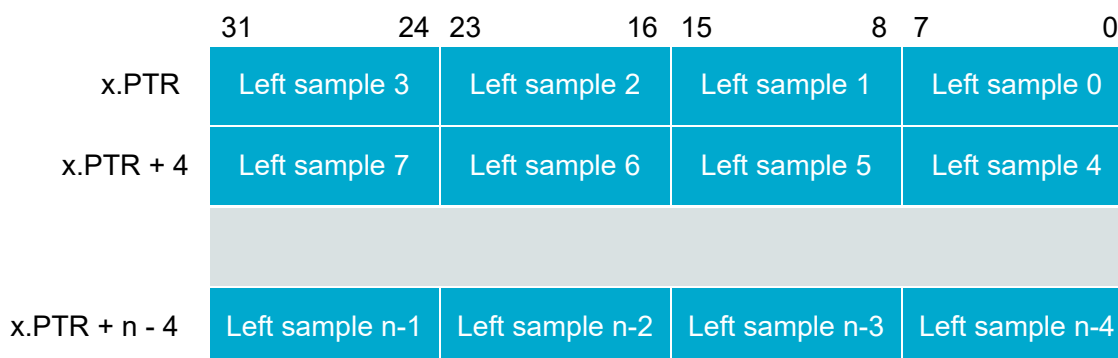 31 24 23 16 15 8 7 0
x.PTR Left sample 3 Left sample 2 Left sample 1 Left sample 0
x.PTR + 4 Left sample 7 Left sample 6 Left sample 5 Left sample 4
x.PTR + n - 4 Left sample n-1 Left sample n-2 Left sample n-3 Left sample n-4